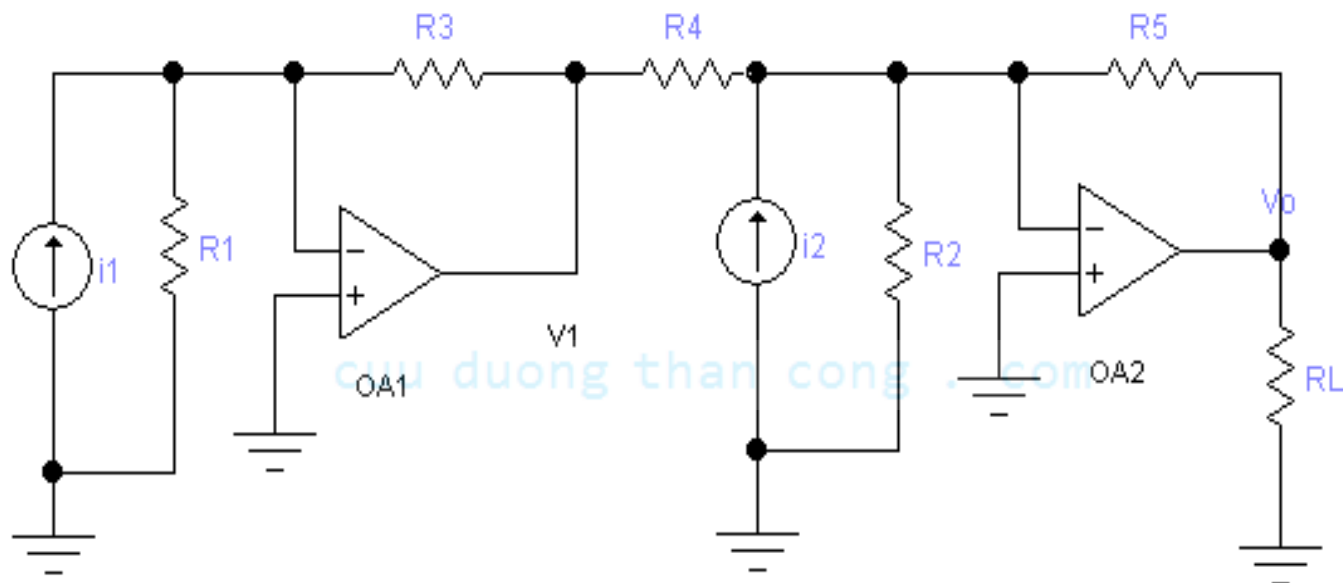 R3
R4
R5
i1
R1
OA1
V1
i2
R2
OA2
Vo
RL
cuu duong than cong . com